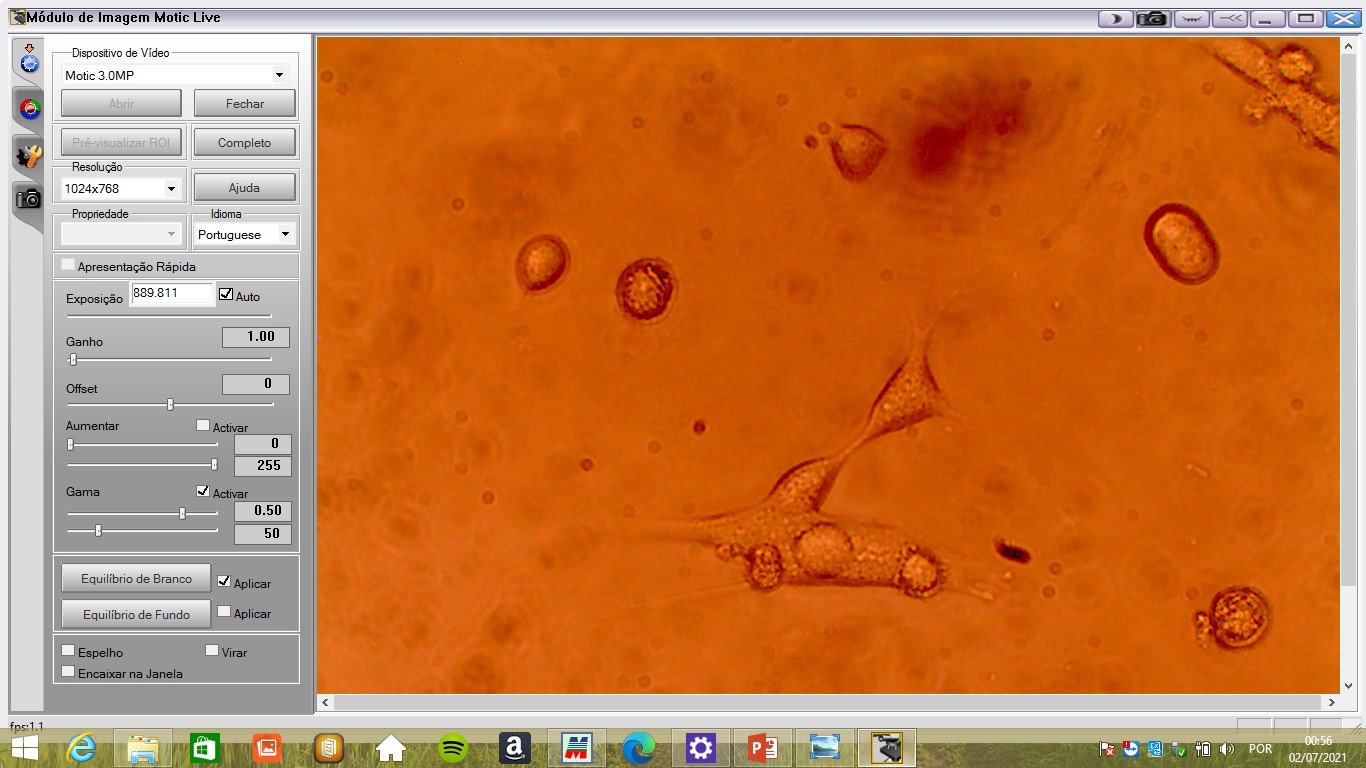 Módulo de Imagem Motic Live
Dispositivo de Vídeo
Motic 3.0MP
Abrir
Fechar
Pré-visualizar ROI
Completo
Resolução
1024x768
Ajuda
Propriedade
Idioma
Portuguese
Apresentação Rápida
Exposição
889.811
Auto
Ganho
1.00
Offset
0
Aumentar
Activar
0
255
Gama
Activar
0.50
50
Equilíbrio de Branco
Aplicar
Equilíbrio de Fundo
Aplicar
Espelho
Virar
Encaixar na Janela
fps:1.1
POR
00:56
02/07/2021